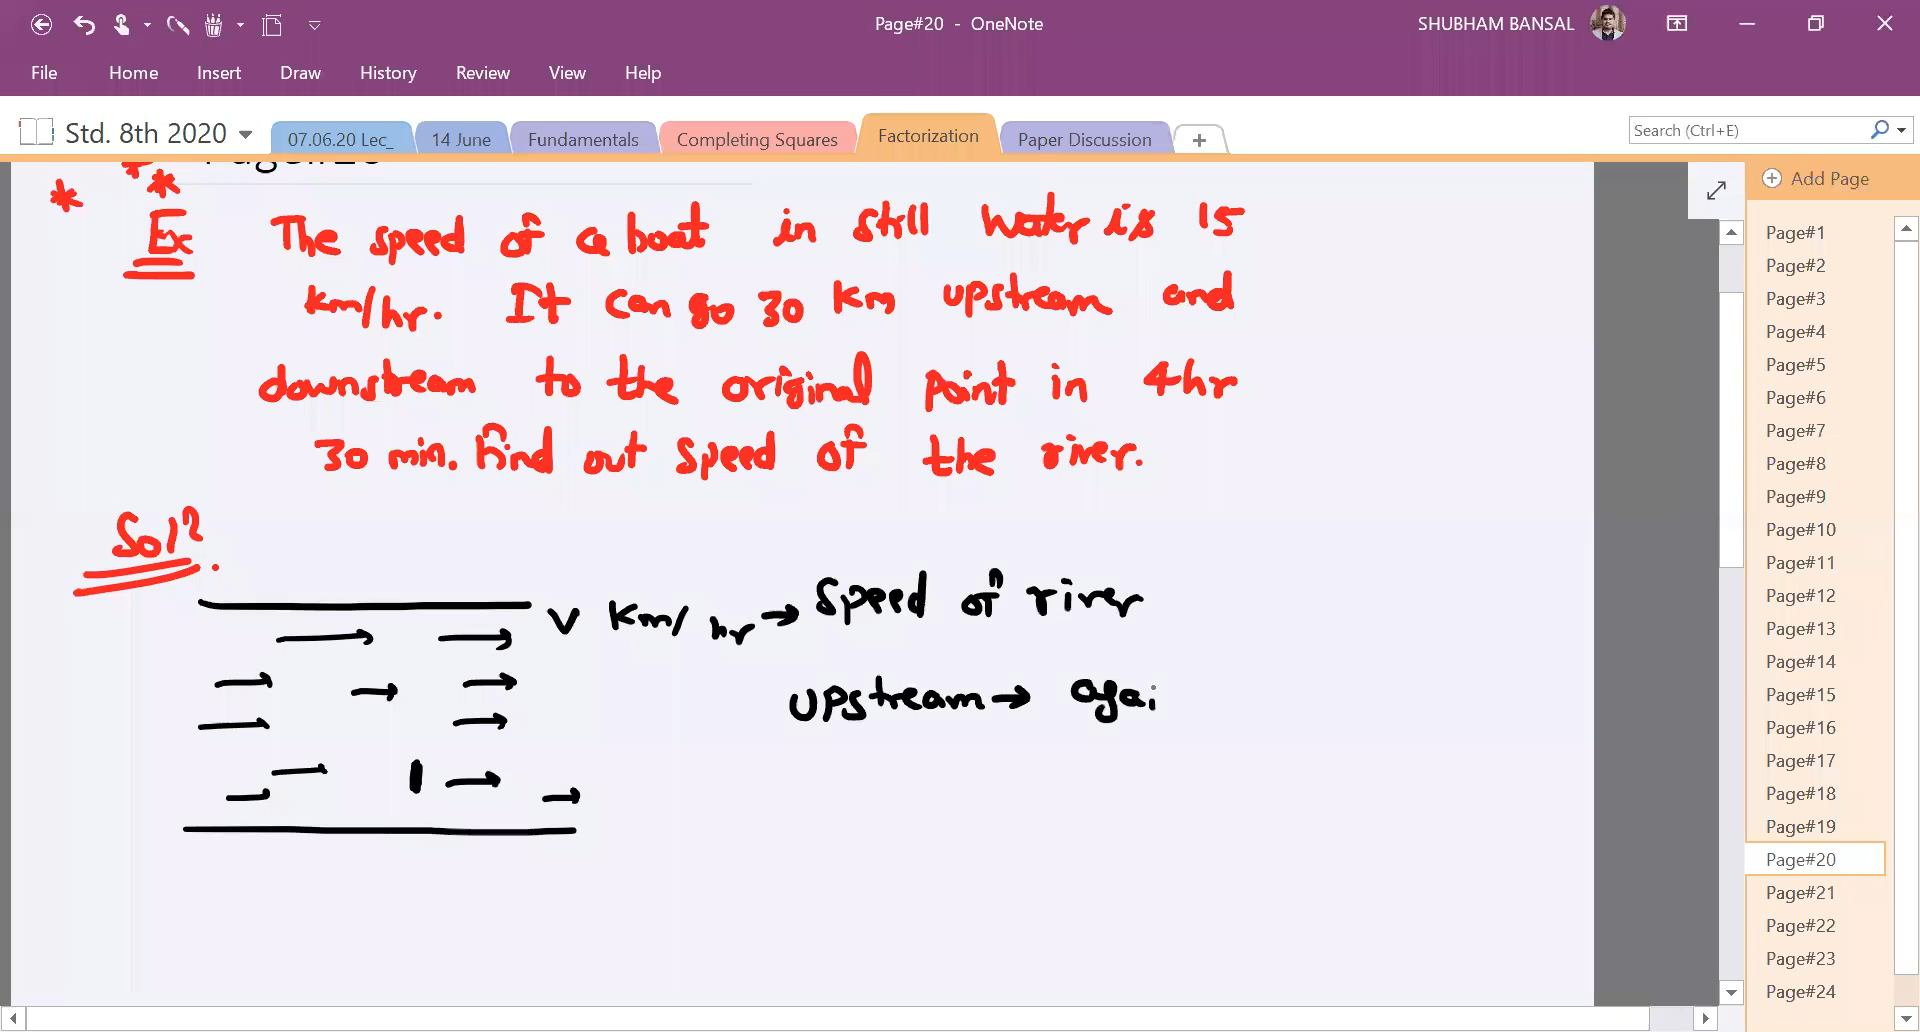 Page#20 - OneNote
SHUBHAM BANSAL
File Home Insert Draw History Review View Help
Std. 8th 2020
07.06.20 Lec_
14 June
Fundamentals
Completing Squares
Factorization
Paper Discussion
Search (Ctrl+E)
Add Page
Page#1
Page#2
Page#3
Page#4
Page#5
Page#6
Page#7
Page#8
Page#9
Page#10
Page#11
Page#12
Page#13
Page#14
Page#15
Page#16
Page#17
Page#18
Page#19
Page#20
Page#21
Page#22
Page#23
Page#24
Ex The speed of a boat in still water is 15
km/hr. It can go 30 km upstream and
downstream to the original point in 4hr
30 min. Find out speed of the river.
Soln.
V Km/hr → Speed of river
upstream → agai